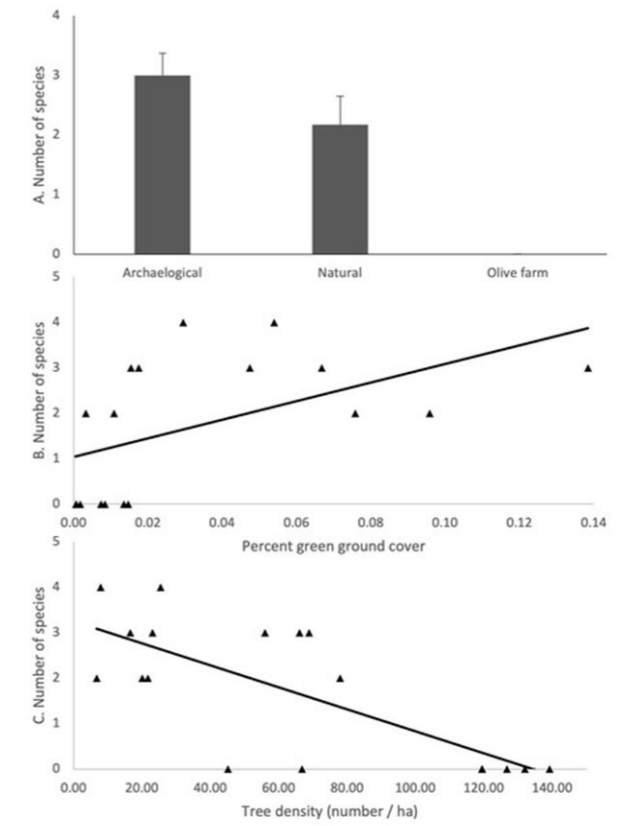 A. Number of species
4
3
2
1
0
Archaelogical Natural Olive farm
B. Number of species
5
4
3
2
1
0
0.00 0.02 0.04 0.06 0.08 0.10 0.12 0.14
Percent green ground cover
C. Number of species
5
4
3
2
1
0
0.00 20.00 40.00 60.00 80.00 100.00 120.00 140.00
Tree density (number / ha)